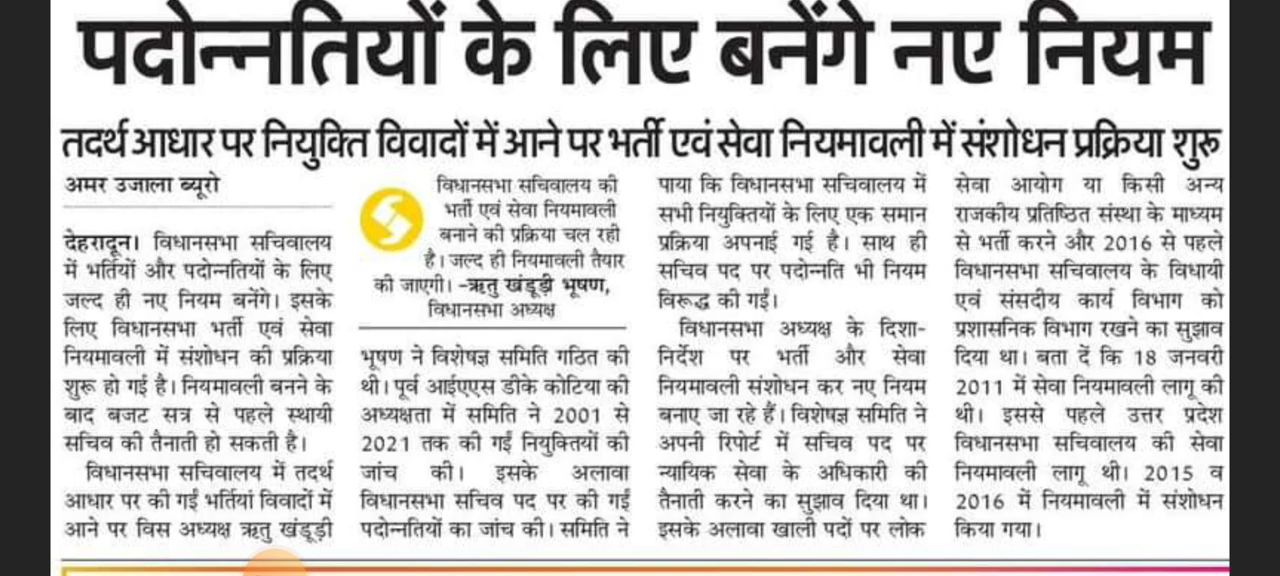 पदोन्नतियों के लिए बनेंगे नए नियम
तदर्थ आधार पर नियुक्ति विवादों में आने पर भर्ती एवं सेवा नियमावली में संशोधन प्रक्रिया शुरू
अमर उजाला ब्यूरो
देहरादून। विधानसभा सचिवालय
में भर्तियों और पदोन्नतियों के लिए
जल्द ही नए नियम बनेंगे। इसके
लिए विधानसभा भर्ती एवं सेवा
नियमावली में संशोधन की प्रक्रिया
शुरू हो गई है। नियमावली बनने के
बाद बजट सत्र से पहले स्थायी
सचिव की तैनाती हो सकती है।
विधानसभा सचिवालय में तदर्थ
आधार पर की गईं भर्तियां विवादों में
आने पर विस अध्यक्ष ऋतु खंडूड़ी
विधानसभा सचिवालय की
भर्ती एवं सेवा नियमावली
बनाने की प्रक्रिया चल रही
है। जल्द ही नियमावली तैयार
की जाएगी। -ऋतु खंडूड़ी भूषण,
विधानसभा अध्यक्ष
भूषण ने विशेषज्ञ समिति गठित की
थी। पूर्व आईएएस डीके कोटिया की
अध्यक्षता में समिति ने 2001 से
2021 तक की गईं नियुक्तियों की
जांच की। इसके अलावा
विधानसभा सचिव पद पर की गईं
पदोन्नतियों का जांच की। समिति ने
पाया कि विधानसभा सचिवालय में
सभी नियुक्तियों के लिए एक समान
प्रक्रिया अपनाई गई है। साथ ही
सचिव पद पर पदोन्नति भी नियम
विरूद्ध की गईं।
विधानसभा अध्यक्ष के दिशा-
निर्देश पर भर्ती और सेवा
नियमावली संशोधन कर नए नियम
बनाए जा रहे हैं। विशेषज्ञ समिति ने
अपनी रिपोर्ट में सचिव पद पर
न्यायिक सेवा के अधिकारी की
तैनाती करने का सुझाव दिया था।
इसके अलावा खाली पदों पर लोक
सेवा आयोग या किसी अन्य
राजकीय प्रतिष्ठित संस्था के माध्यम
से भर्ती करने और 2016 से पहले
विधानसभा सचिवालय के विधायी
एवं संसदीय कार्य विभाग को
प्रशासनिक विभाग रखने का सुझाव
दिया था। बता दें कि 18 जनवरी
2011 में सेवा नियमावली लागू की
थी। इससे पहले उत्तर प्रदेश
विधानसभा सचिवालय की सेवा
नियमावली लागू थी। 2015 व
2016 में नियमावली में संशोधन
किया गया।